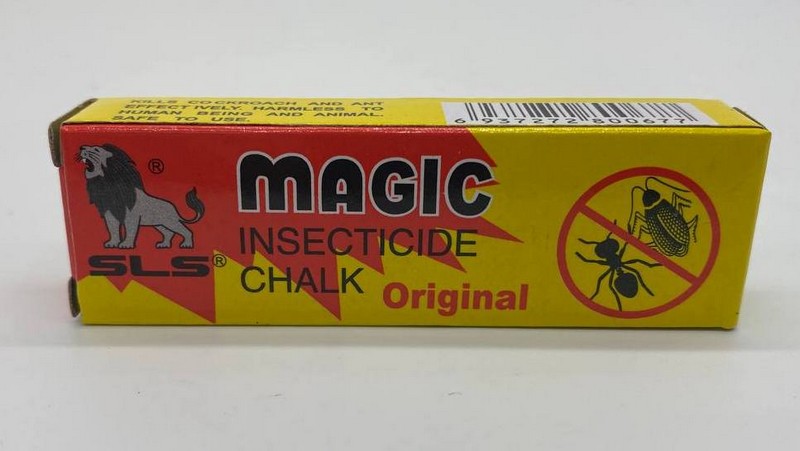 KILLS COCKROACH AND ANT
EFFECTIVELY. HARMLESS TO
HUMAN BEING AND ANIMAL.
SAFE TO USE.
6 937272 800677
®
SLS®
MAGIC
INSECTICIDE
CHALK
Original